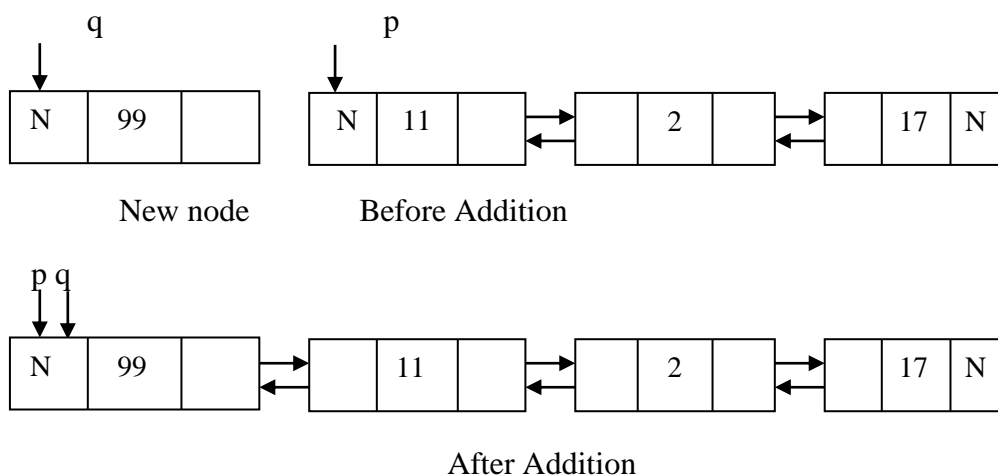 q p
N 99 N 11 2 17 N
New node Before Addition
p q
N 99 11 2 17 N
After Addition